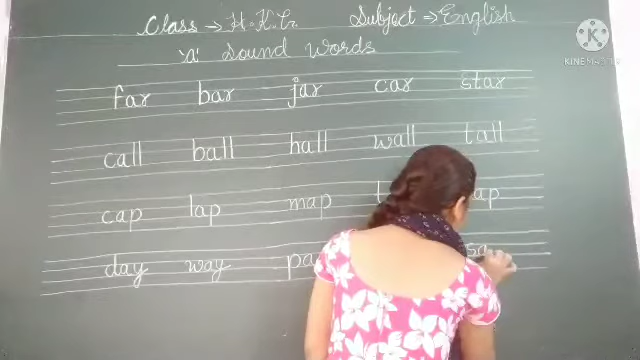 Class → H.K.G. Subject → English
'a' Sound Words
far bar jar car star
call ball hall wall tall
cap lap map
day way
KINEMASTER